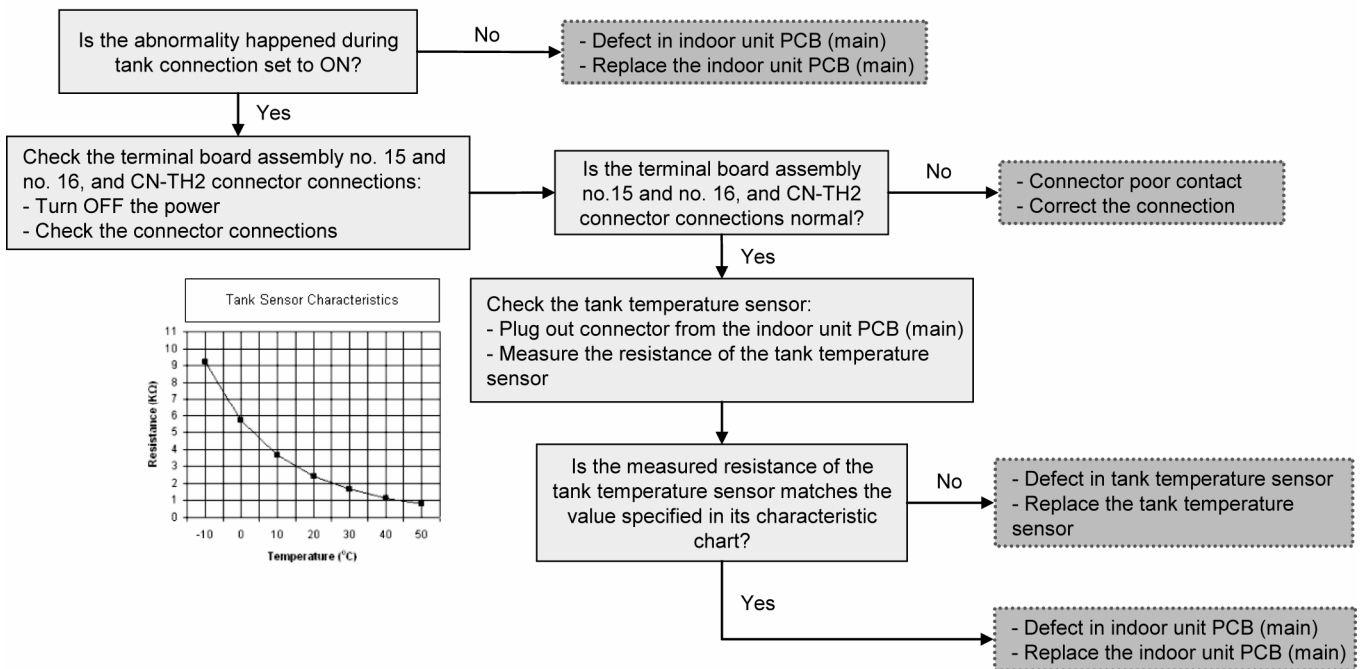 Is the abnormality happened during
tank connection set to ON?
No
- Defect in indoor unit PCB (main)
- Replace the indoor unit PCB (main)
Yes
Check the terminal board assembly no. 15 and
no. 16, and CN-TH2 connector connections:
- Turn OFF the power
- Check the connector connections
Is the terminal board assembly
no.15 and no. 16, and CN-TH2
connector connections normal?
No
- Connector poor contact
- Correct the connection
Yes
Check the tank temperature sensor:
- Plug out connector from the indoor unit PCB (main)
- Measure the resistance of the tank temperature
sensor
Tank Sensor Characteristics
Resistance (KΩ)
11
10
9
8
7
6
5
4
3
2
1
0
-10 0 10 20 30 40 50
Temperature (°C)
Is the measured resistance of the
tank temperature sensor matches the
value specified in its characteristic
chart?
No
- Defect in tank temperature sensor
- Replace the tank temperature
sensor
Yes
- Defect in indoor unit PCB (main)
- Replace the indoor unit PCB (main)